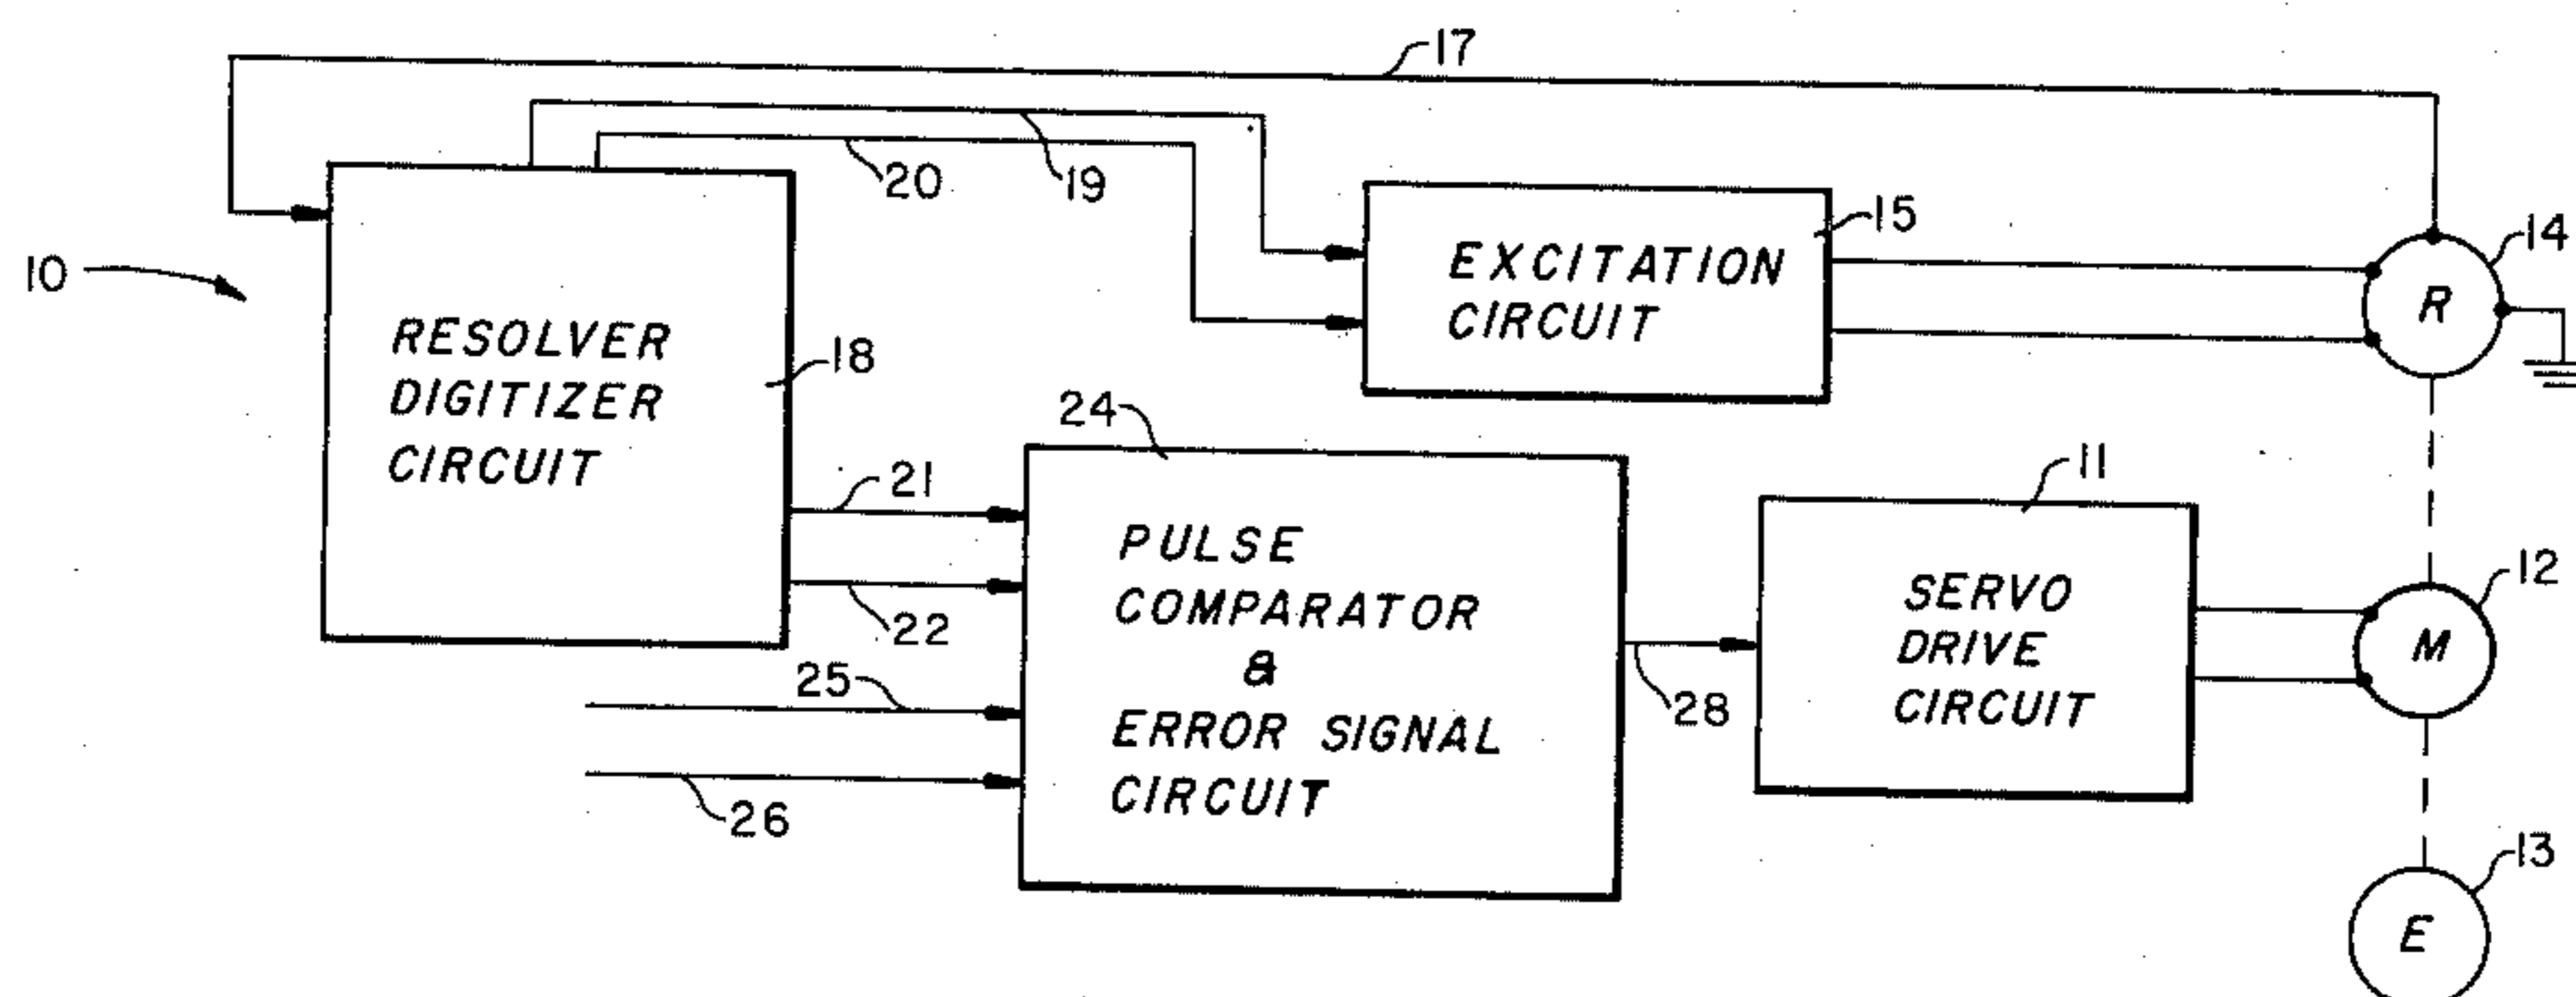 17
19
20
10
RESOLVER
DIGITIZER
CIRCUIT
18
EXCITATION
CIRCUIT
15
R
14
24
21
22
25
26
PULSE
COMPARATOR
&
ERROR SIGNAL
CIRCUIT
28
11
SERVO
DRIVE
CIRCUIT
M
12
E
13